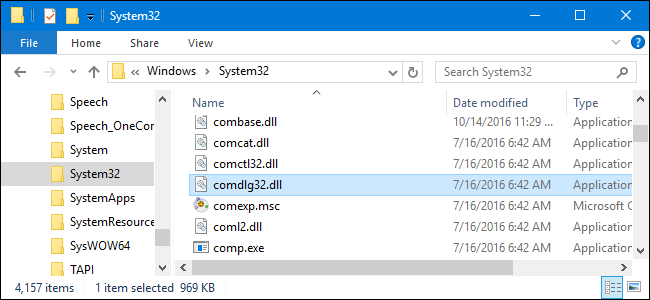 System32
File Home Share View
Windows System32 Search System32
Name Date modified Type
Speech
Speech_OneCor
System
System32
SystemApps
SystemResource
SysWOW64
TAPI
combase.dll 10/14/2016 11:29 ... Application
comcat.dll 7/16/2016 6:42 AM Application
comctl32.dll 7/16/2016 6:42 AM Application
comdlg32.dll 7/16/2016 6:42 AM Application
comexp.msc 7/16/2016 6:42 AM Microsoft C
coml2.dll 7/16/2016 6:42 AM Application
comp.exe 7/16/2016 6:42 AM Application
4,157 items 1 item selected 969 KB